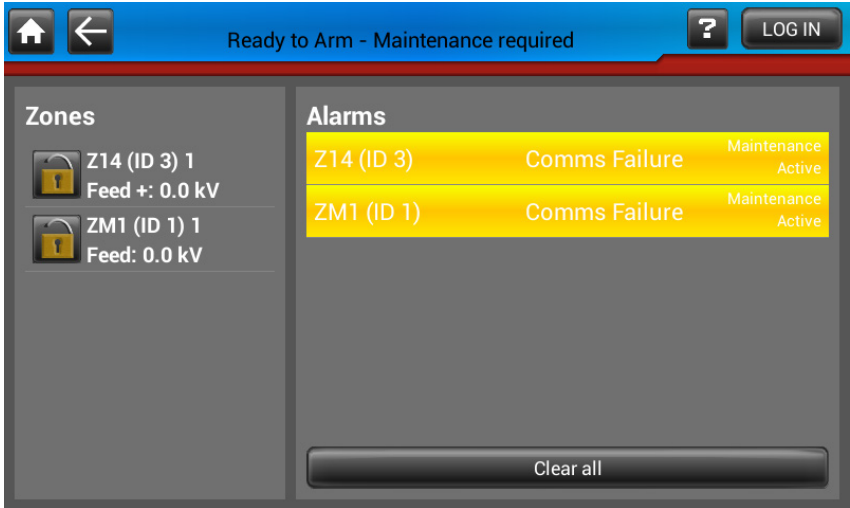 Ready to Arm - Maintenance required
?
LOG IN
Zones
Z14 (ID 3) 1
Feed +: 0.0 kV
ZM1 (ID 1) 1
Feed: 0.0 kV
Alarms
Z14 (ID 3) Comms Failure Maintenance
Active
ZM1 (ID 1) Comms Failure Maintenance
Active
Clear all